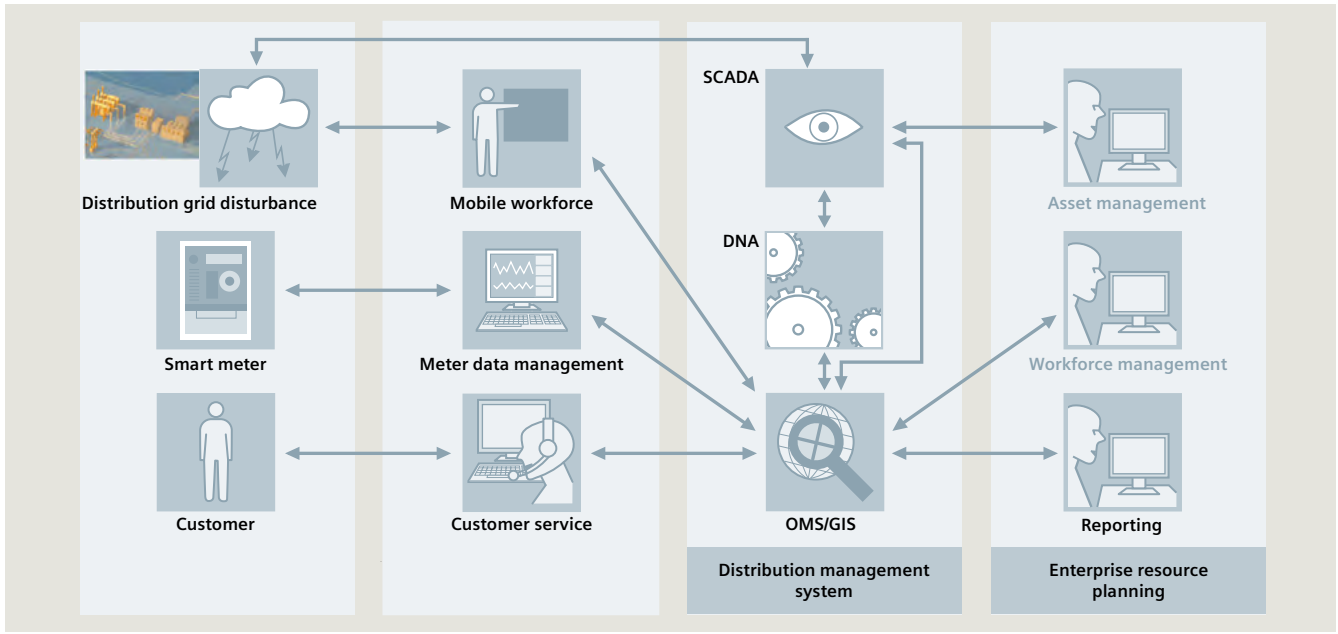 SCADA
Distribution grid disturbance
Mobile workforce
Asset management
DNA
Smart meter
Meter data management
Workforce management
Customer
Customer service
OMS/GIS
Reporting
Distribution management
system
Enterprise resource
planning